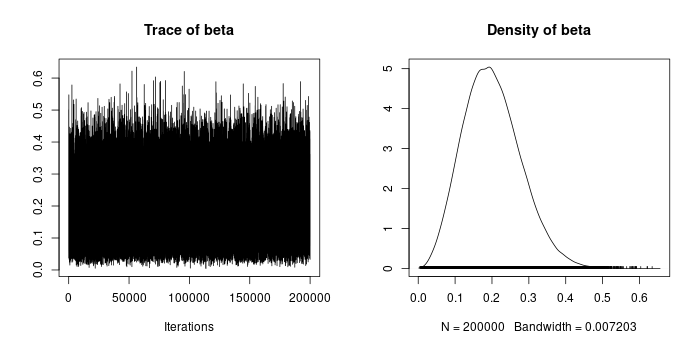 Trace of beta
0.6
0.5
0.4
0.3
0.2
0.1
0.0
0 50000 100000 150000 200000
Iterations
Density of beta
5
4
3
2
1
0
0.0 0.1 0.2 0.3 0.4 0.5 0.6
N = 200000 Bandwidth = 0.007203